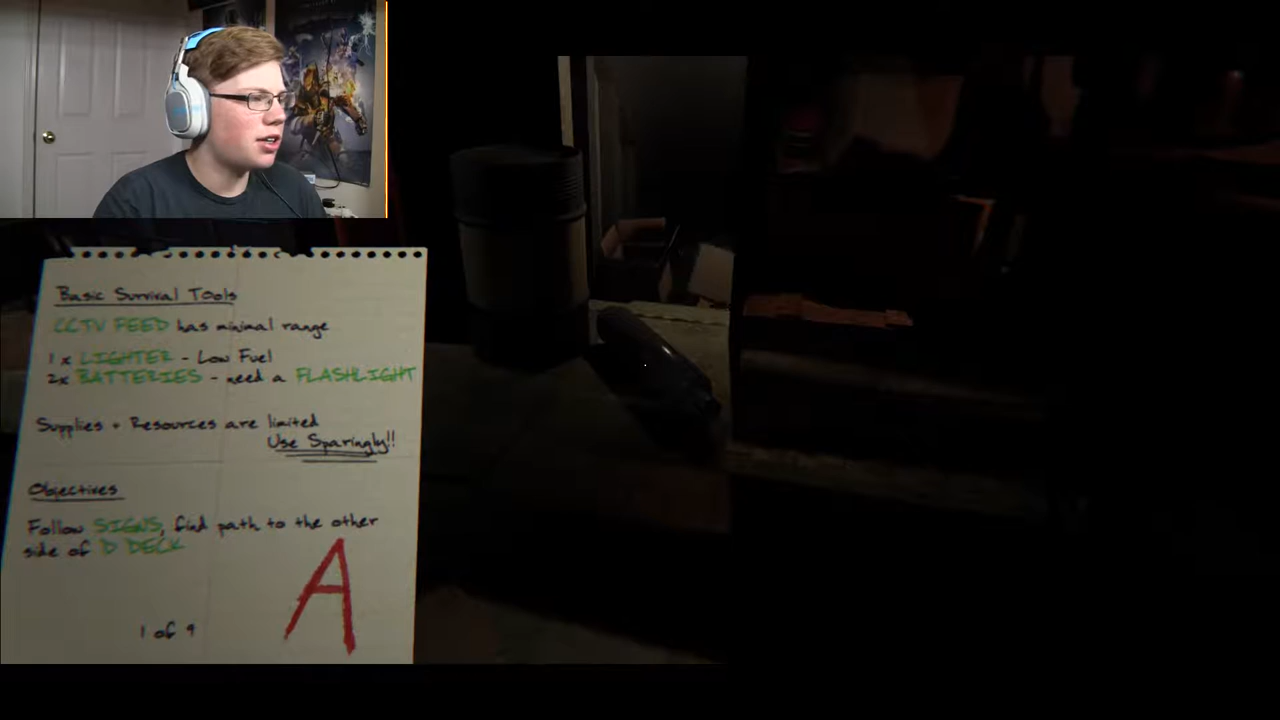 Basic Survival Tools
CCTV FEED has minimal range
1x LIGHTER - Low Fuel
2x BATTERIES - need a FLASHLIGHT
Supplies + Resources are limited
Use Sparingly!!
Objectives
Follow SIGNS, find path to the other
side of D DECK
A
1 of 9